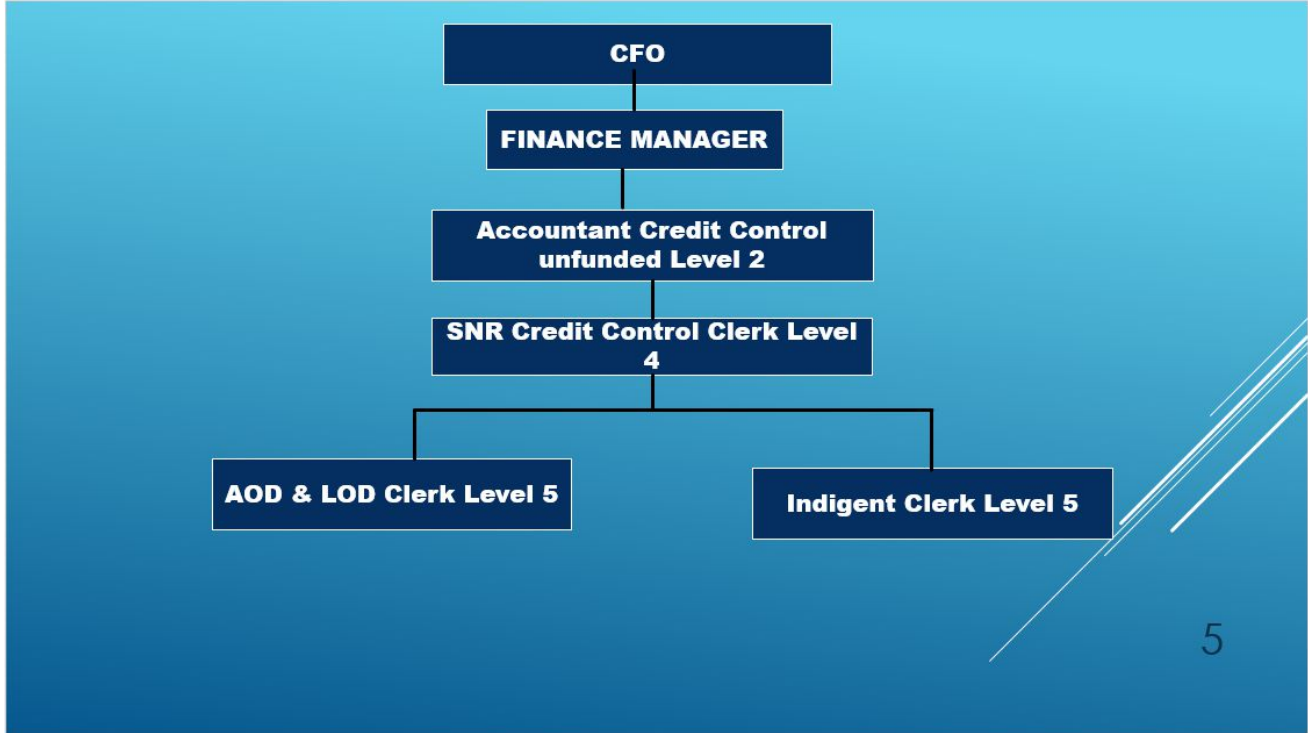 CFO
FINANCE MANAGER
Accountant Credit Control
unfunded Level 2
SNR Credit Control Clerk Level
4
AOD & LOD Clerk Level 5
Indigent Clerk Level 5
5